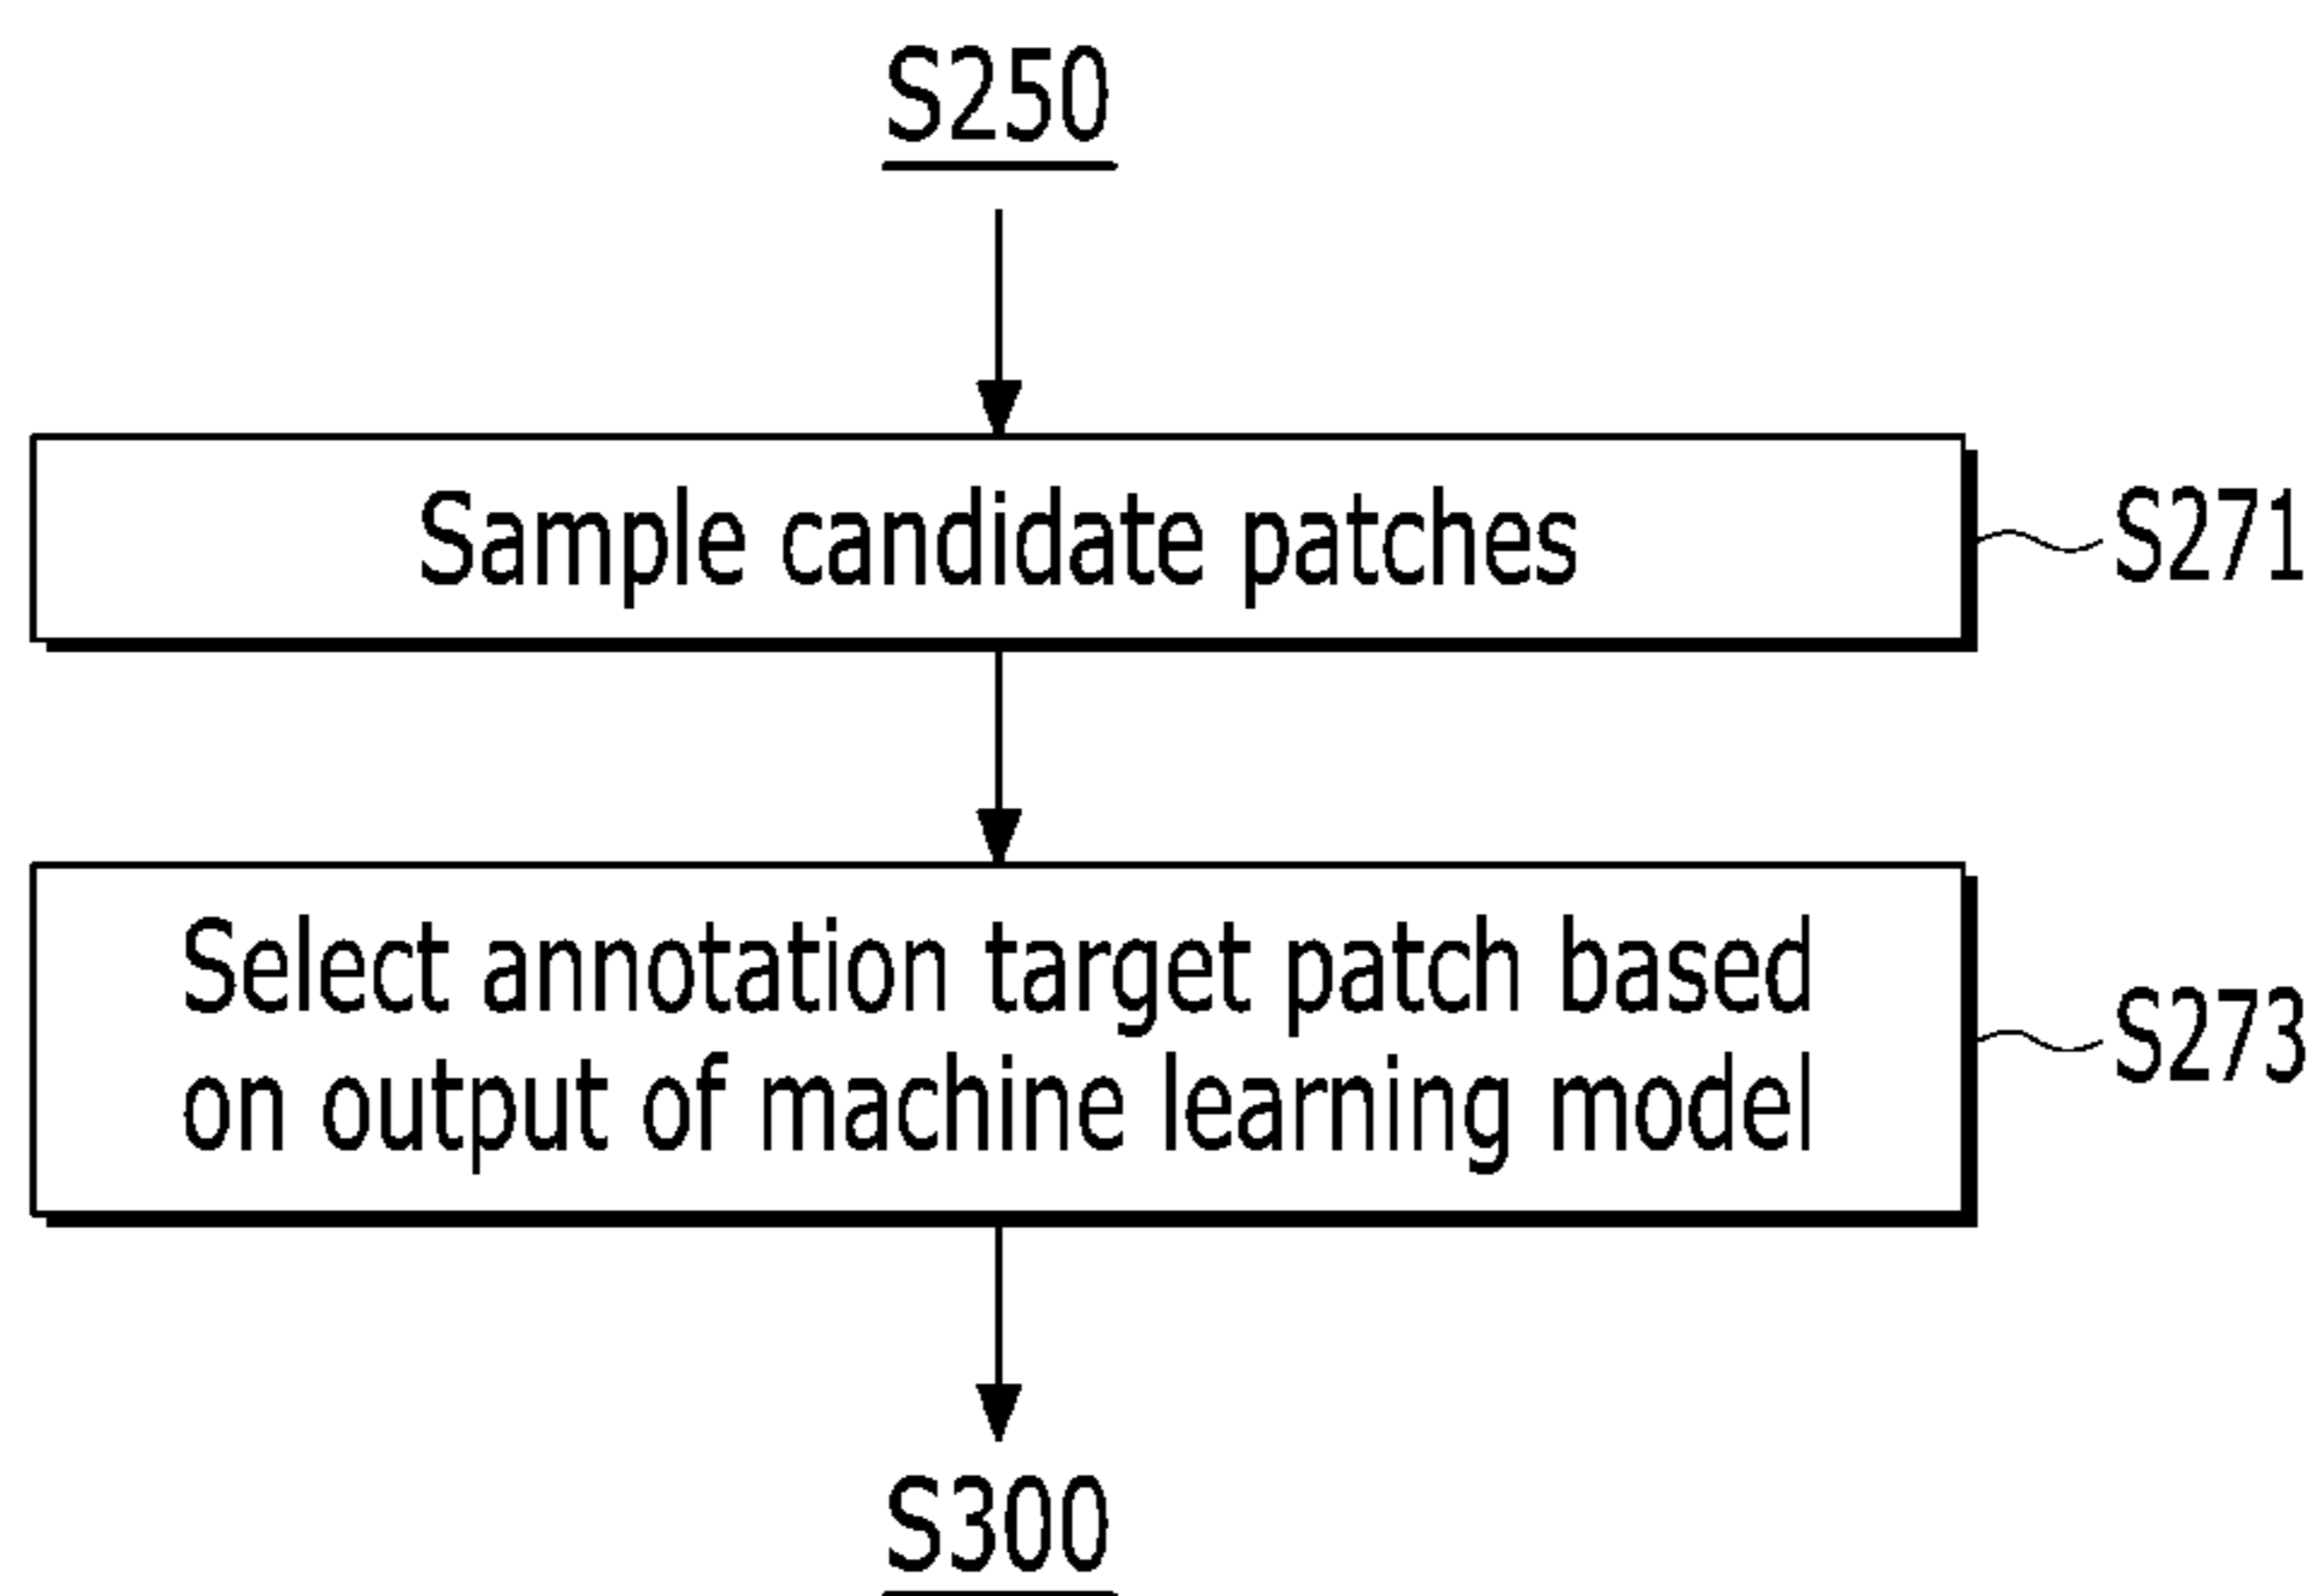 S250
Sample candidate patches
S271
Select annotation target patch based
on output of machine learning model
S273
S300